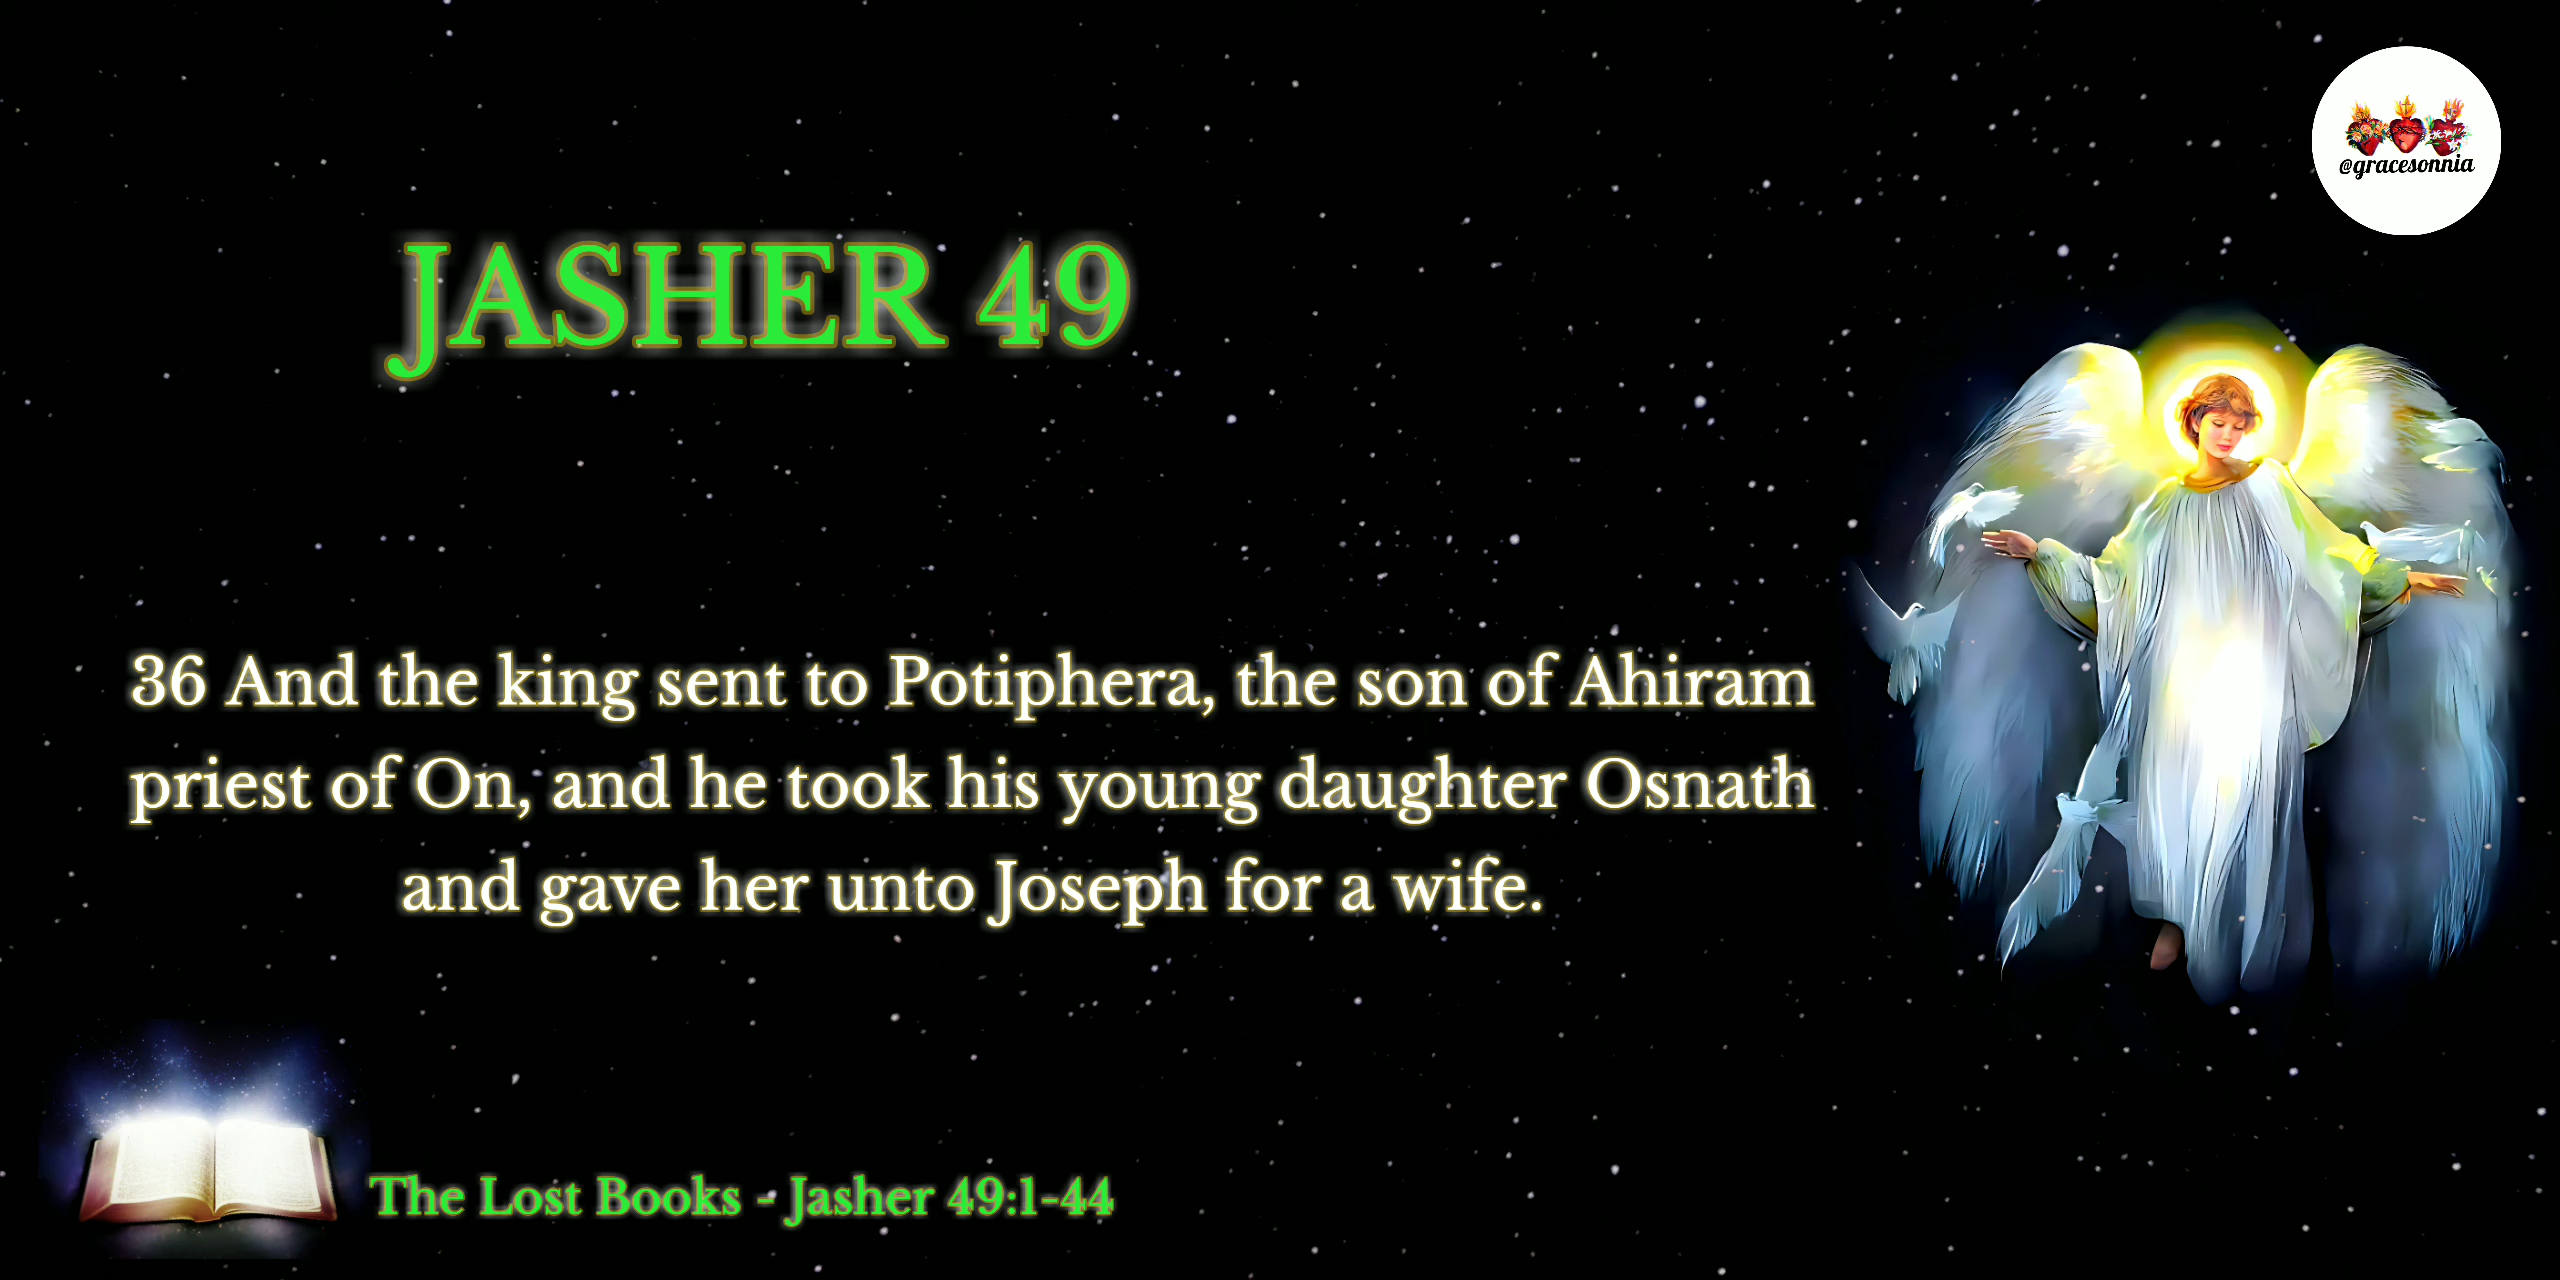 @gracesonnia
JASHER 49
36 And the king sent to Potiphera, the son of Ahiram
priest of On, and he took his young daughter Osnath
and gave her unto Joseph for a wife.
The Lost Books - Jasher 49:1-44